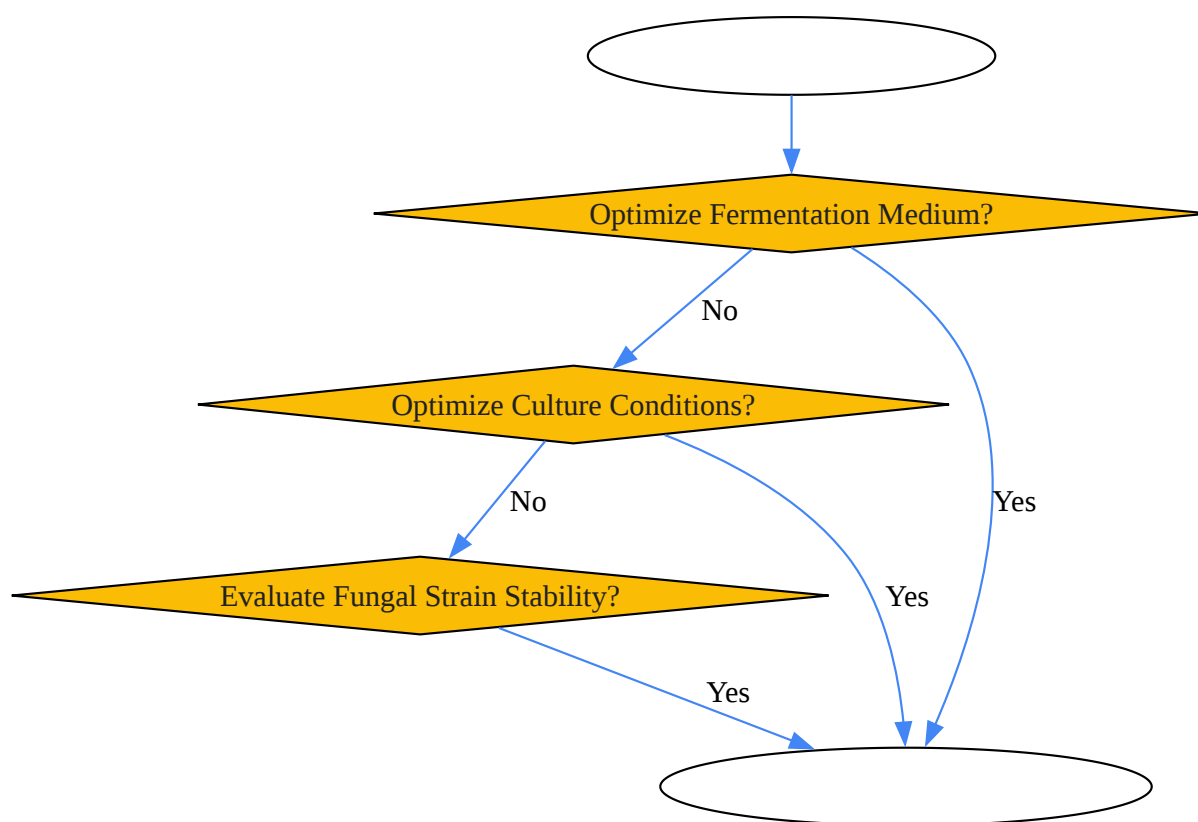 Optimize Fermentation Medium?
No
Optimize Culture Conditions?
No
Yes
Evaluate Fungal Strain Stability?
Yes
Yes